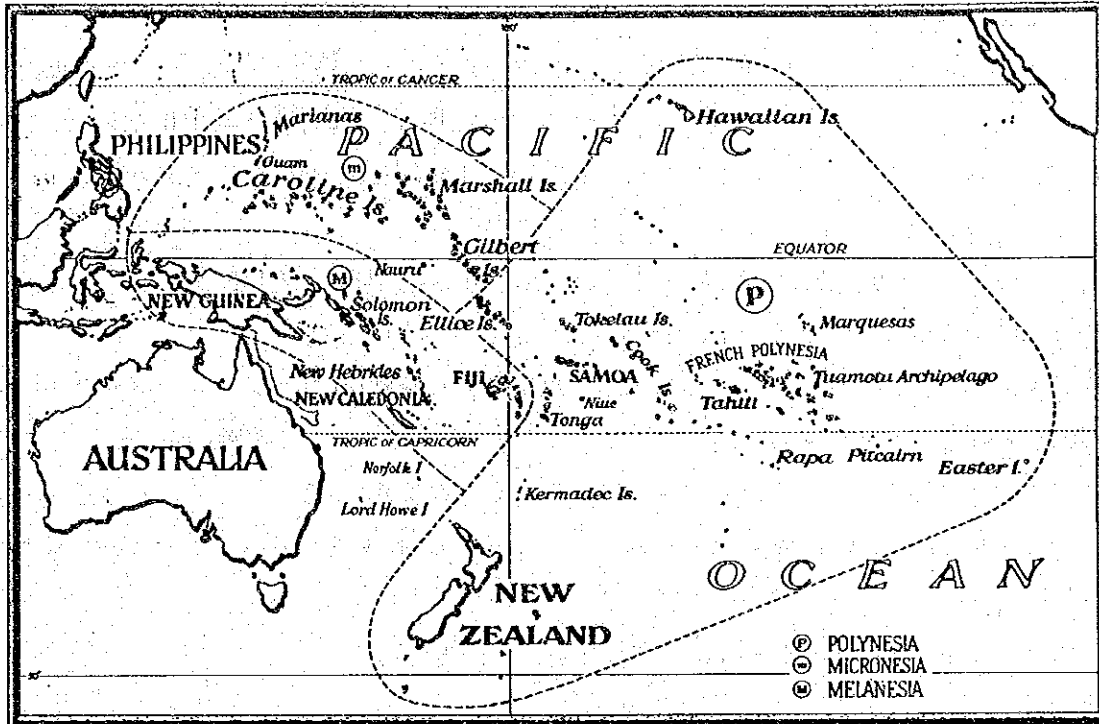 180°
TROPIC OF CANCER
Hawaiian Is.
Marianas
PHILIPPINES
PACIFIC
Guam
m
Caroline Is.
Marshall Is.
Gilbert Is.
EQUATOR
Nauru
M
P
NEW GUINEA
Solomon Is.
Ellice Is.
Tokelau Is.
Marquesas
Cook Is.
FRENCH POLYNESIA
New Hebrides
FIJI
SAMOA
Tuamotu Archipelago
NEW CALEDONIA
Niue
Tahiti
Tonga
TROPIC OF CAPRICORN
AUSTRALIA
Norfolk I
Rapa
Pitcairn
Easter I.
Lord Howe I
Kermadec Is.
OCEAN
NEW
ZEALAND
P POLYNESIA
m MICRONESIA
M MELANESIA